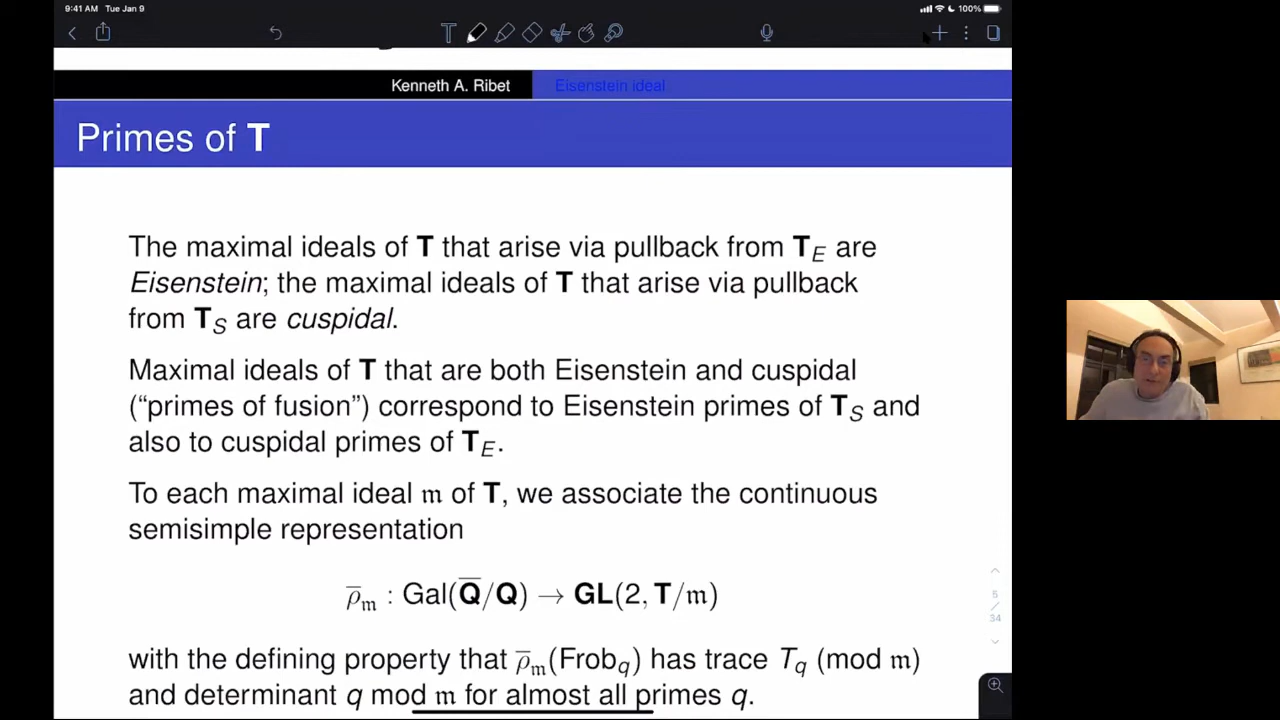 9:41 AM Tue Jan 9
100%
Kenneth A. Ribet
Eisenstein ideal
Primes of T
The maximal ideals of T that arise via pullback from T_E are
Eisenstein; the maximal ideals of T that arise via pullback
from T_S are cuspidal.
Maximal ideals of T that are both Eisenstein and cuspidal
(“primes of fusion”) correspond to Eisenstein primes of T_S and
also to cuspidal primes of T_E.
To each maximal ideal 𝔪 of T, we associate the continuous
semisimple representation
ρ̅_𝔪 : Gal(Q̅/Q) → GL(2, T/𝔪)
with the defining property that ρ̅_𝔪(Frob_q) has trace T_q (mod 𝔪)
and determinant q mod 𝔪 for almost all primes q.
5
/
34